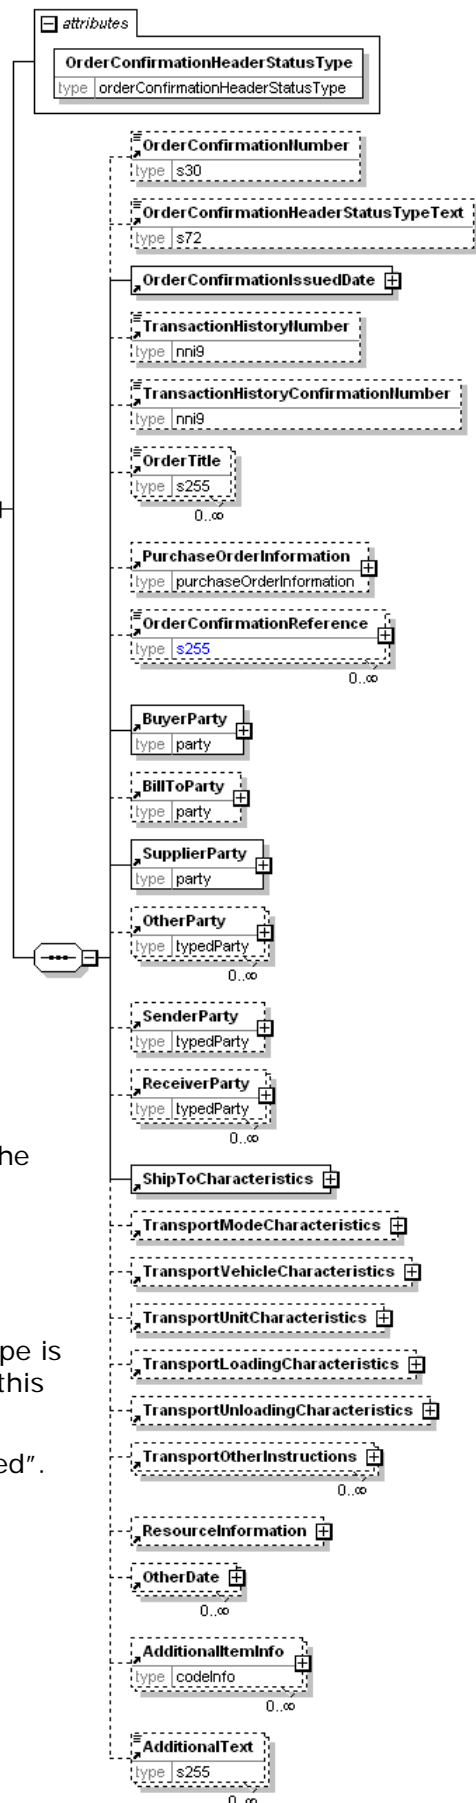 attributes
OrderConfirmationHeaderStatusType
type orderConfirmationHeaderStatusType
OrderConfirmationNumber
type s30
OrderConfirmationHeaderStatusTypeText
type s72
OrderConfirmationIssuedDate
TransactionHistoryNumber
type nni9
TransactionHistoryConfirmationNumber
type nni9
OrderTitle
type s255
0..∞
PurchaseOrderInformation
type purchaseOrderInformation
OrderConfirmationReference
type s255
0..∞
BuyerParty
type party
BillToParty
type party
SupplierParty
type party
OtherParty
type typedParty
0..∞
SenderParty
type typedParty
ReceiverParty
type typedParty
0..∞
he
ShipToCharacteristics
TransportModeCharacteristics
TransportVehicleCharacteristics
TransportUnitCharacteristics
pe is
TransportLoadingCharacteristics
this
TransportUnloadingCharacteristics
ed”.
TransportOtherInstructions
0..∞
ResourceInformation
OtherDate
0..∞
AdditionalItemInfo
type codeInfo
0..∞
AdditionalText
type s255
0..∞